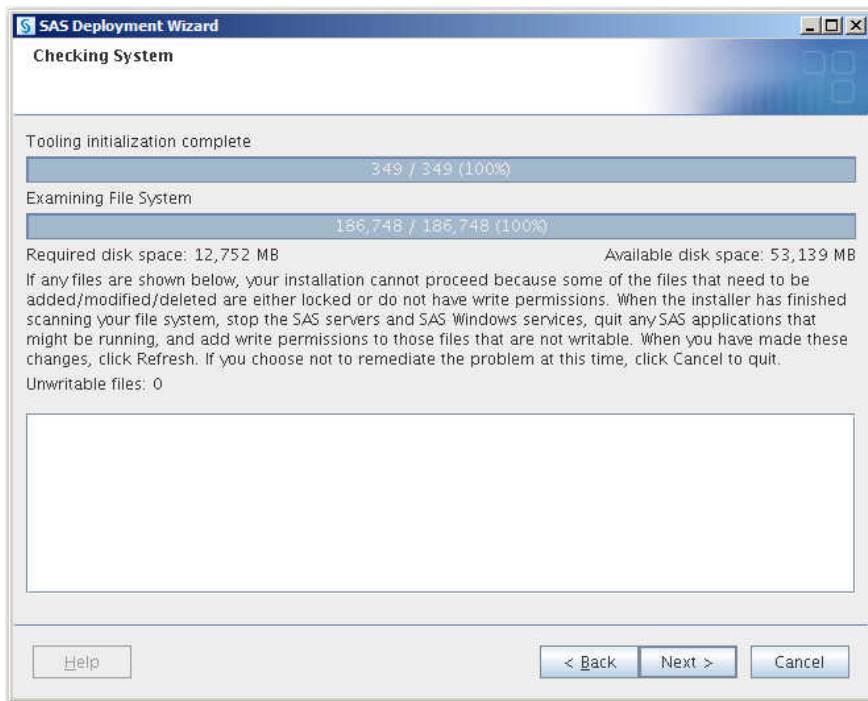 SAS Deployment Wizard
Checking System
Tooling initialization complete
349 / 349 (100%)
Examining File System
186,748 / 186,748 (100%)
Required disk space: 12,752 MB Available disk space: 53,139 MB
If any files are shown below, your installation cannot proceed because some of the files that need to be
added/modified/deleted are either locked or do not have write permissions. When the installer has finished
scanning your file system, stop the SAS servers and SAS Windows services, quit any SAS applications that
might be running, and add write permissions to those files that are not writable. When you have made these
changes, click Refresh. If you choose not to remediate the problem at this time, click Cancel to quit.
Unwritable files: 0
Help < Back Next > Cancel